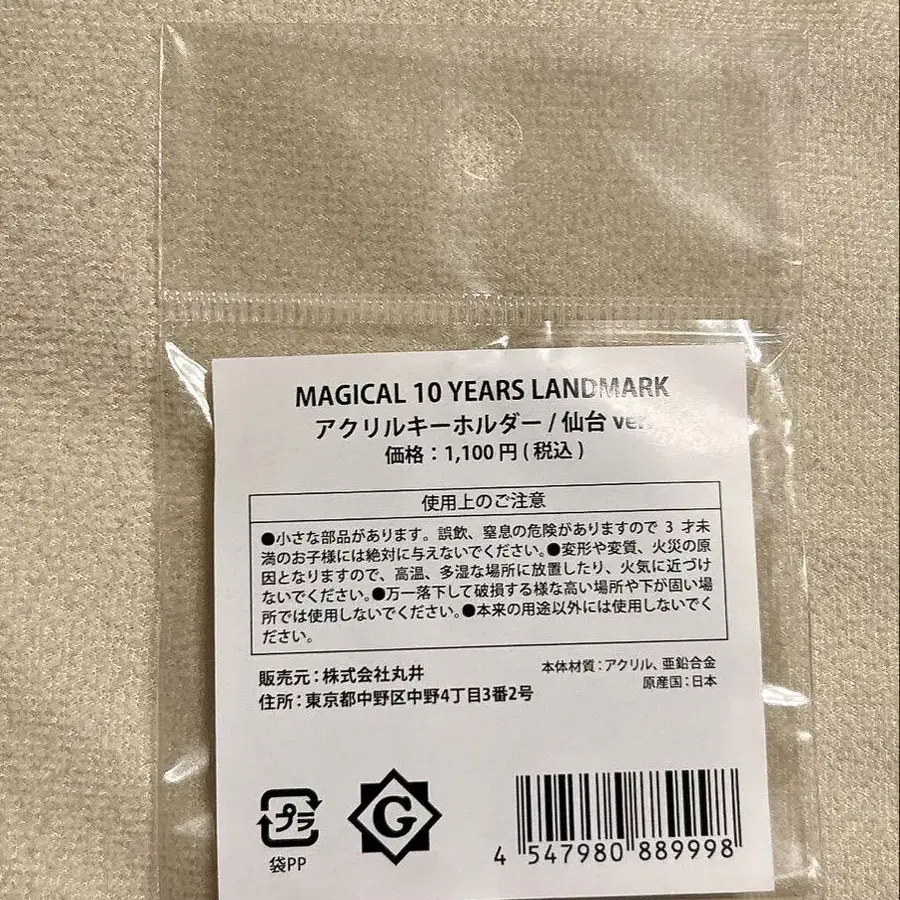 MAGICAL 10 YEARS LANDMARK
アクリルキーホルダー / 仙台 ver.
価格：1,100 円 ( 税込 )
使用上のご注意
●小さな部品があります。誤飲、窒息の危険がありますので 3 才未
満のお子様には絶対に与えないでください。●変形や変質、火災の原
因となりますので、高温、多湿な場所に放置したり、火気に近づけ
ないでください。●万一落下して破損する様な高い場所や下が固い場
所では使用しないでください。●本来の用途以外には使用しないでく
ださい。
販売元：株式会社丸井
住所：東京都中野区中野4丁目3番2号
本体材質：アクリル、亜鉛合金
原産国：日本
プラ
袋PP
G
4 547980 889998